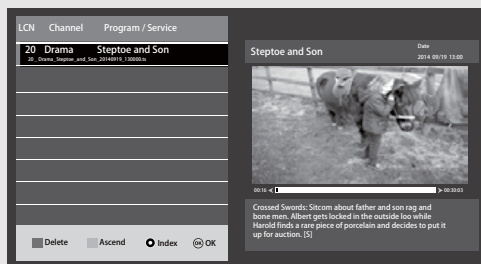 LCN Channel Program / Service
20 Drama Steptoe and Son
20 _ Drama_Steptoe_and_Son_20140919_130000.ts
Delete Ascend Index OK OK
Steptoe and Son
Date
2014 09/19 13:00
00:16 00:30:03
Crossed Swords: Sitcom about father and son rag and
bone men. Albert gets locked in the outside loo while
Harold finds a rare piece of porcelain and decides to put it
up for auction. [S]